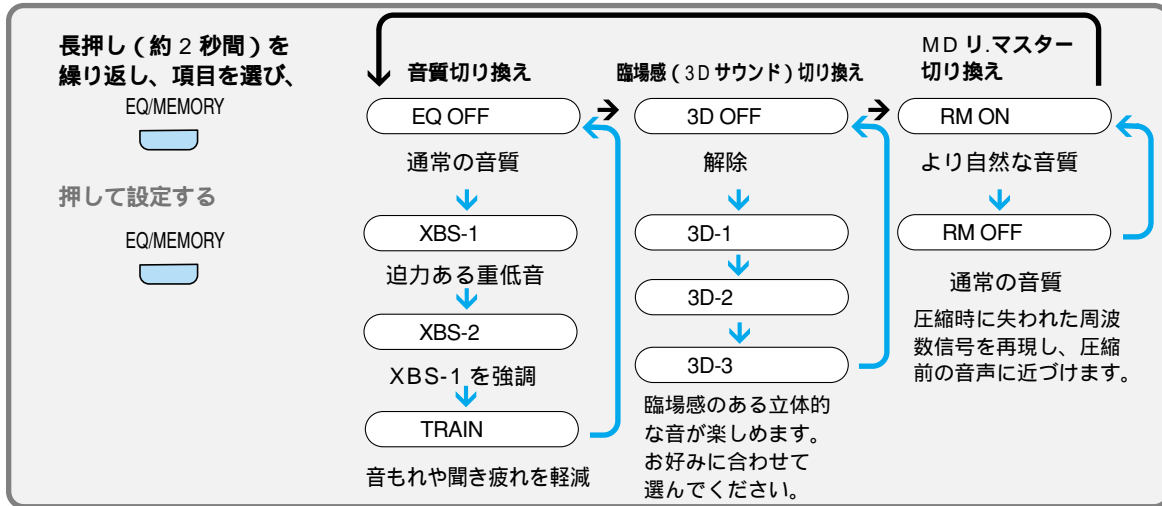 長押し（約２秒間）を
繰り返し、項目を選び、
EQ/MEMORY
押して設定する
EQ/MEMORY
音質切り換え
EQ OFF
通常の音質
XBS-1
迫力ある重低音
XBS-2
XBS-1 を強調
TRAIN
音もれや聞き疲れを軽減
臨場感（3D サウンド）切り換え
3D OFF
解除
3D-1
3D-2
3D-3
臨場感のある立体的
な音が楽しめます。
お好みに合わせて
選んでください。
MD リ.マスター
切り換え
RM ON
より自然な音質
RM OFF
通常の音質
圧縮時に失われた周波
数信号を再現し、圧縮
前の音声に近づけます。